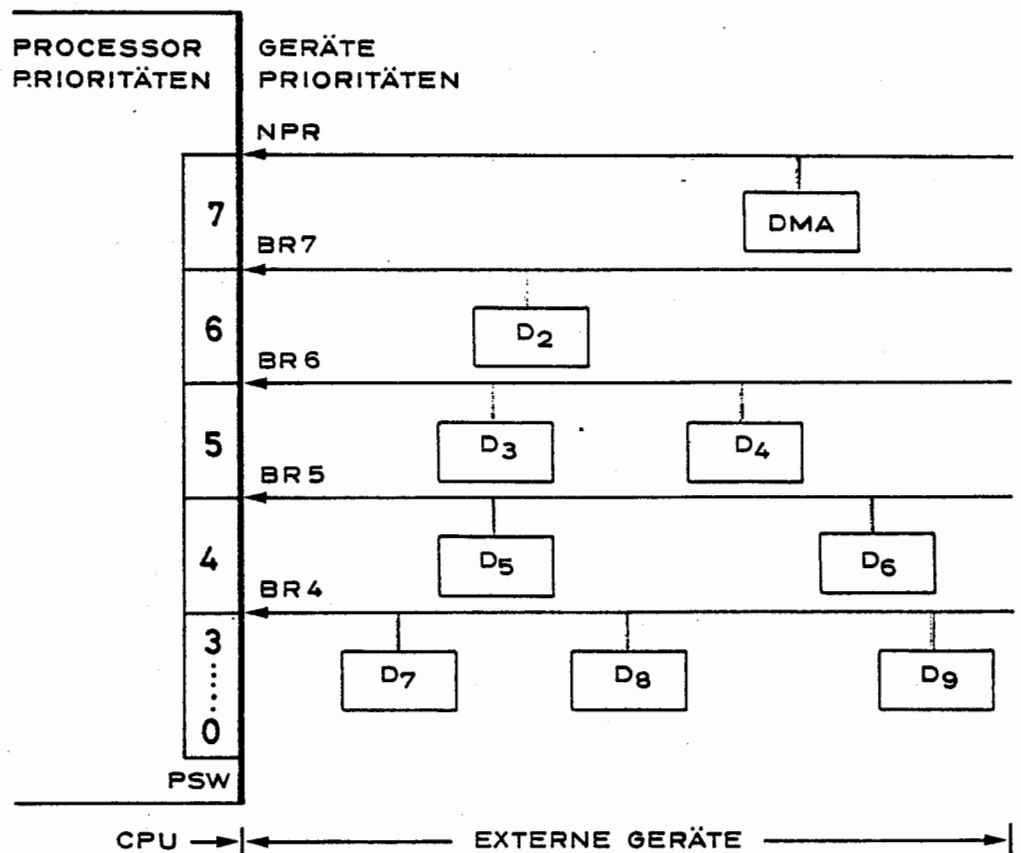 PROCESSOR
PRIORITÄTEN
GERÄTE
PRIORITÄTEN
NPR
7
DMA
BR7
6
D2
BR6
5
D3
D4
BR5
4
D5
D6
BR4
3
0
D7
D8
D9
PSW
CPU
EXTERNE GERÄTE